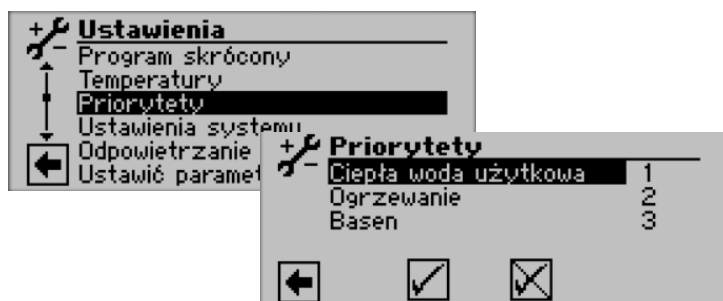 Ustawienia
Program skrócony
Temperatury
Priorytety
Ustawienia systemu
Odpowietrzanie
Ustawić paramet
Priorytety
Ciepła woda użytkowa 1
Ogrzewanie 2
Basen 3